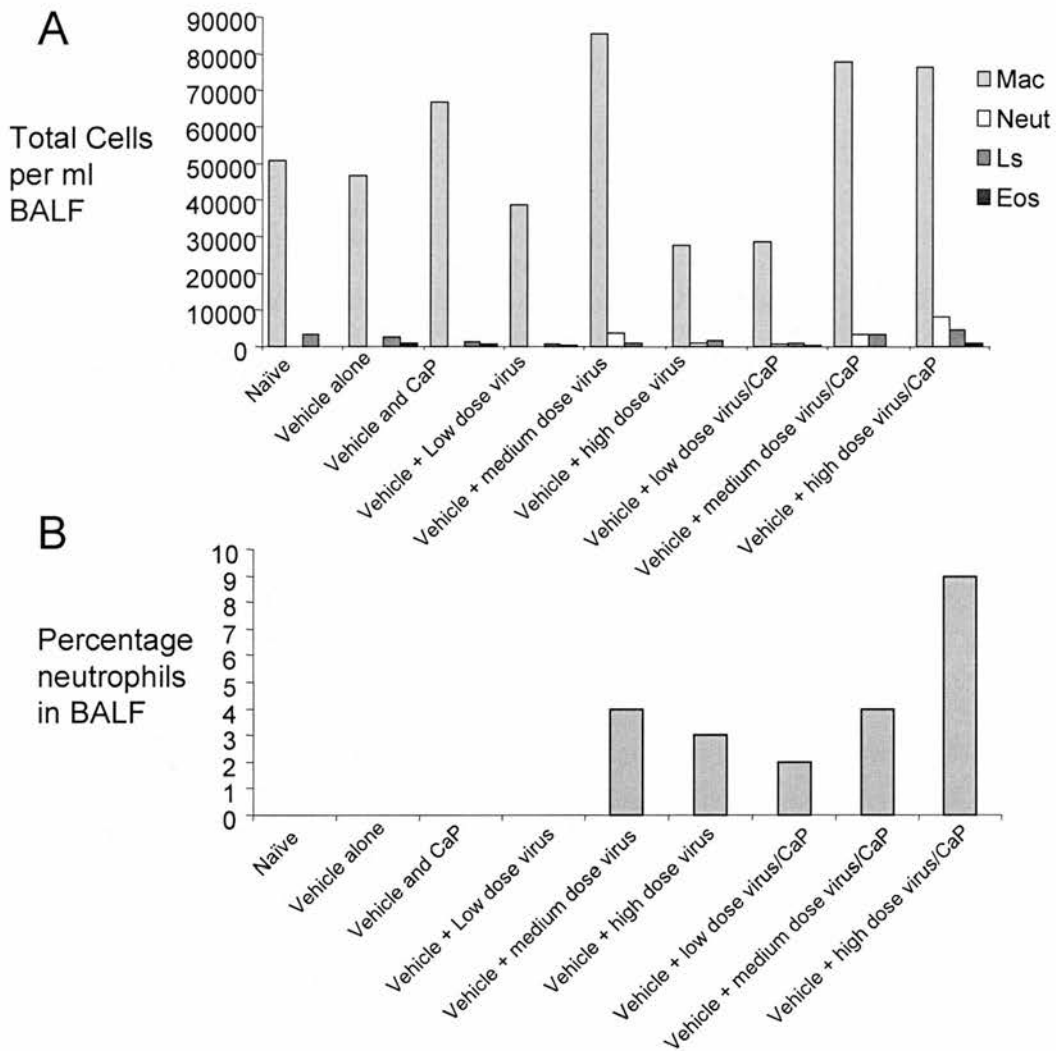 A
Total Cells
per ml
BALF
90000
80000
70000
60000
50000
40000
30000
20000
10000
0
Mac
Neut
Ls
Eos
Naïve
Vehicle alone
Vehicle and CaP
Vehicle + Low dose virus
Vehicle + medium dose virus
Vehicle + high dose virus
Vehicle + low dose virus/CaP
Vehicle + medium dose virus/CaP
Vehicle + high dose virus/CaP
B
Percentage
neutrophils
in BALF
10
9
8
7
6
5
4
3
2
1
0
Naïve
Vehicle alone
Vehicle and CaP
Vehicle + Low dose virus
Vehicle + medium dose virus
Vehicle + high dose virus
Vehicle + low dose virus/CaP
Vehicle + medium dose virus/CaP
Vehicle + high dose virus/CaP